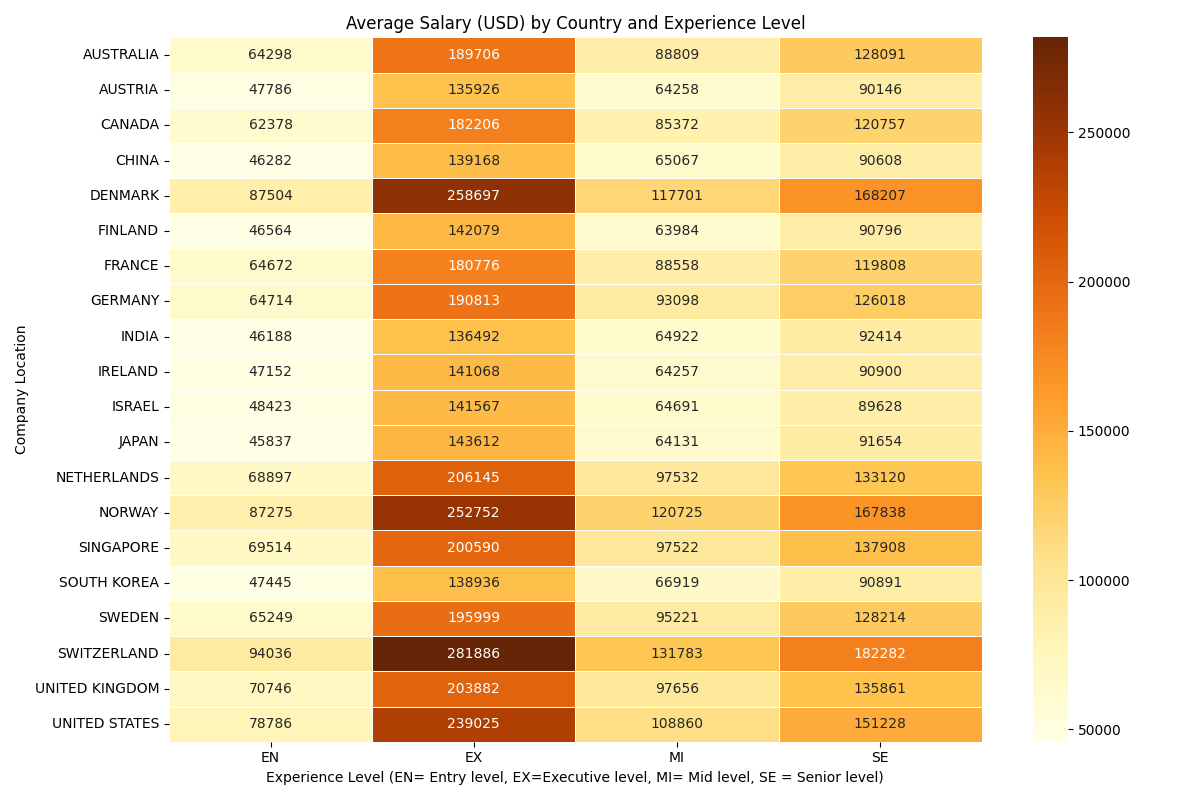 Average Salary (USD) by Country and Experience Level
AUSTRALIA 64298 189706 88809 128091
AUSTRIA 47786 135926 64258 90146
CANADA 62378 182206 85372 120757
CHINA 46282 139168 65067 90608
DENMARK 87504 258697 117701 168207
FINLAND 46564 142079 63984 90796
FRANCE 64672 180776 88558 119808
GERMANY 64714 190813 93098 126018
INDIA 46188 136492 64922 92414
IRELAND 47152 141068 64257 90900
ISRAEL 48423 141567 64691 89628
JAPAN 45837 143612 64131 91654
NETHERLANDS 68897 206145 97532 133120
NORWAY 87275 252752 120725 167838
SINGAPORE 69514 200590 97522 137908
SOUTH KOREA 47445 138936 66919 90891
SWEDEN 65249 195999 95221 128214
SWITZERLAND 94036 281886 131783 182282
UNITED KINGDOM 70746 203882 97656 135861
UNITED STATES 78786 239025 108860 151228
EN EX MI SE
Experience Level (EN= Entry level, EX=Executive level, MI= Mid level, SE = Senior level)
Company Location
250000
200000
150000
100000
50000